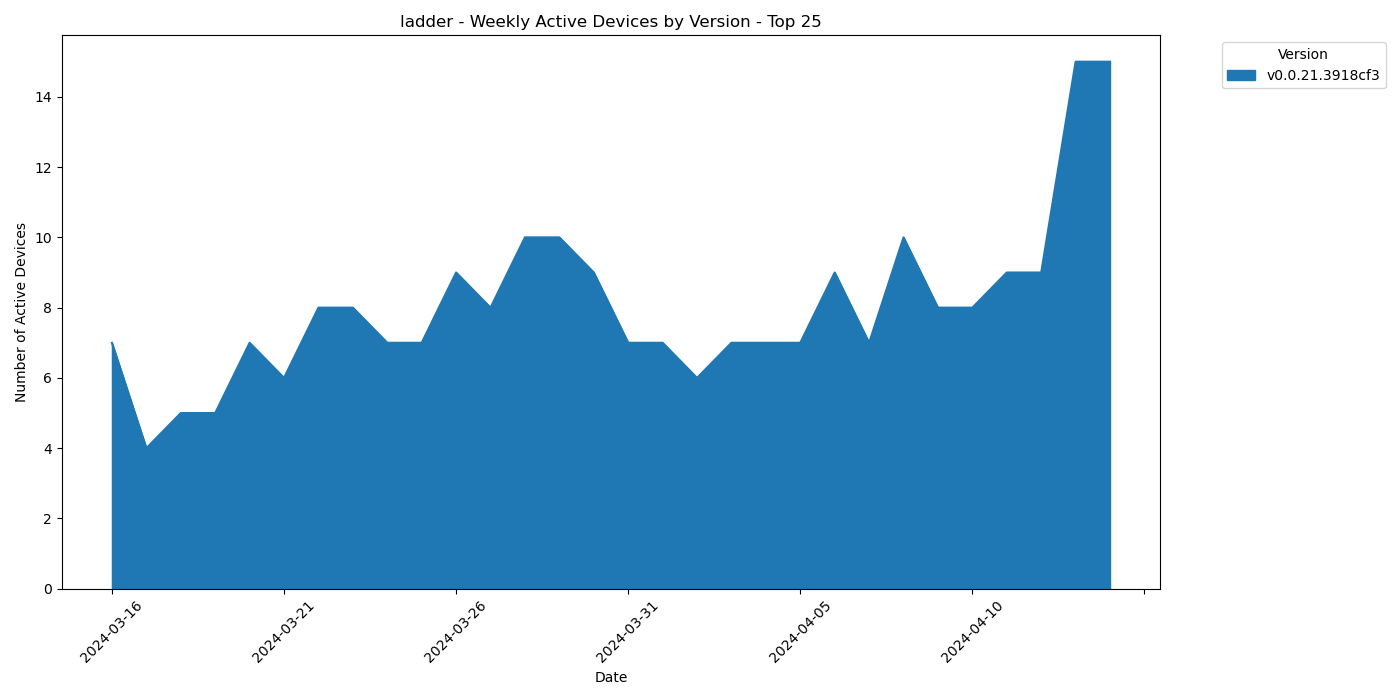 ladder - Weekly Active Devices by Version - Top 25
Version
v0.0.21.3918cf3
Number of Active Devices
14
12
10
8
6
4
2
0
2024-03-16
2024-03-21
2024-03-26
2024-03-31
2024-04-05
2024-04-10
Date